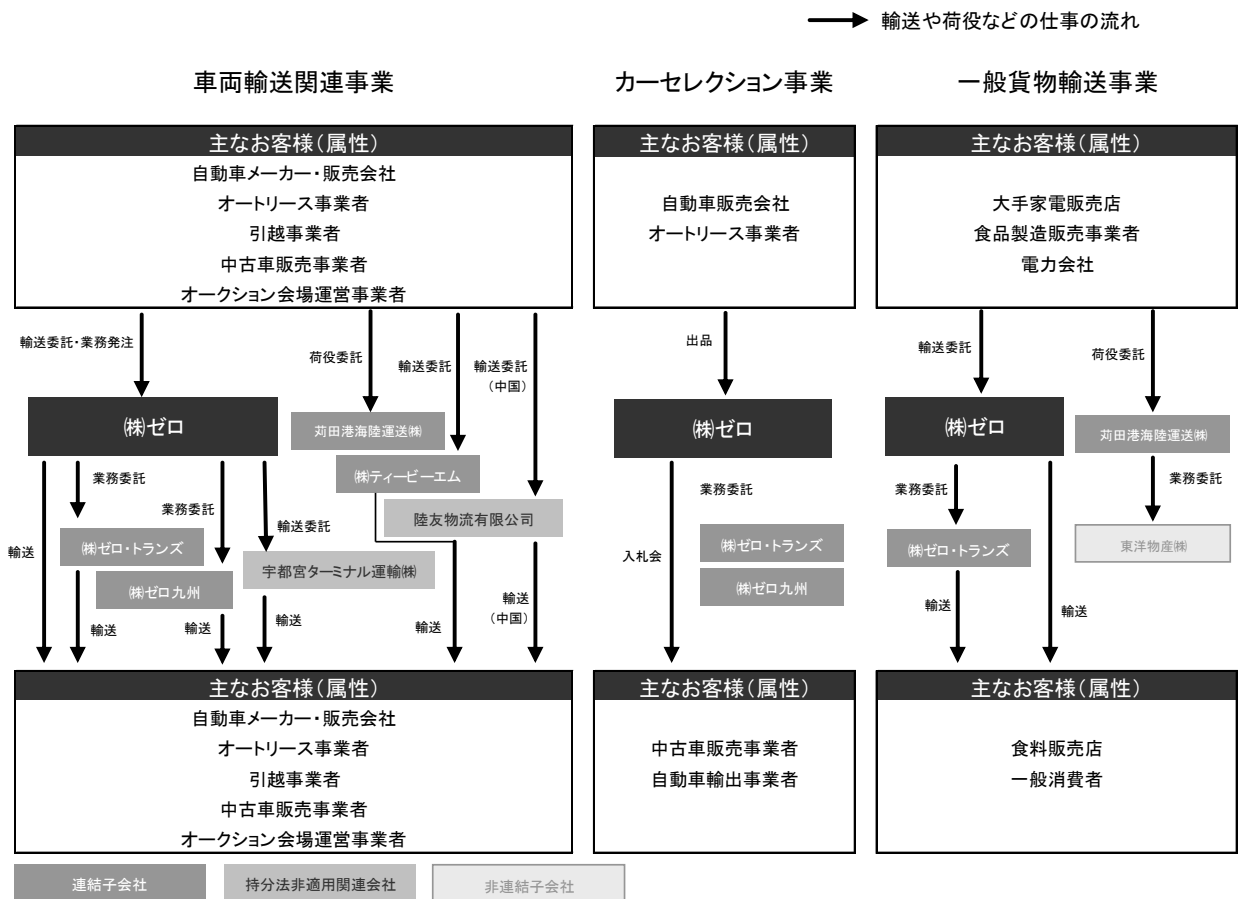 輸送や荷役などの仕事の流れ
車両輸送関連事業
カーセレクション事業
一般貨物輸送事業
主なお客様(属性)
自動車メーカー・販売会社
オートリース事業者
引越事業者
中古車販売事業者
オークション会場運営事業者
主なお客様(属性)
自動車販売会社
オートリース事業者
主なお客様(属性)
大手家電販売店
食品製造販売事業者
電力会社
輸送委託・業務発注
荷役委託
輸送委託
輸送委託
(中国)
出品
輸送委託
荷役委託
㈱ゼロ
苅田港海陸運送㈱
㈱ティービーエム
陸友物流有限公司
㈱ゼロ
㈱ゼロ
苅田港海陸運送㈱
輸送
業務委託
㈱ゼロ・トランズ
輸送
業務委託
㈱ゼロ九州
輸送
輸送委託
宇都宮ターミナル運輸㈱
輸送
輸送
輸送
(中国)
入札会
業務委託
㈱ゼロ・トランズ
㈱ゼロ九州
業務委託
㈱ゼロ・トランズ
輸送
輸送
業務委託
東洋物産㈱
主なお客様(属性)
自動車メーカー・販売会社
オートリース事業者
引越事業者
中古車販売事業者
オークション会場運営事業者
主なお客様(属性)
中古車販売事業者
自動車輸出事業者
主なお客様(属性)
食料販売店
一般消費者
連結子会社
持分法非適用関連会社
非連結子会社